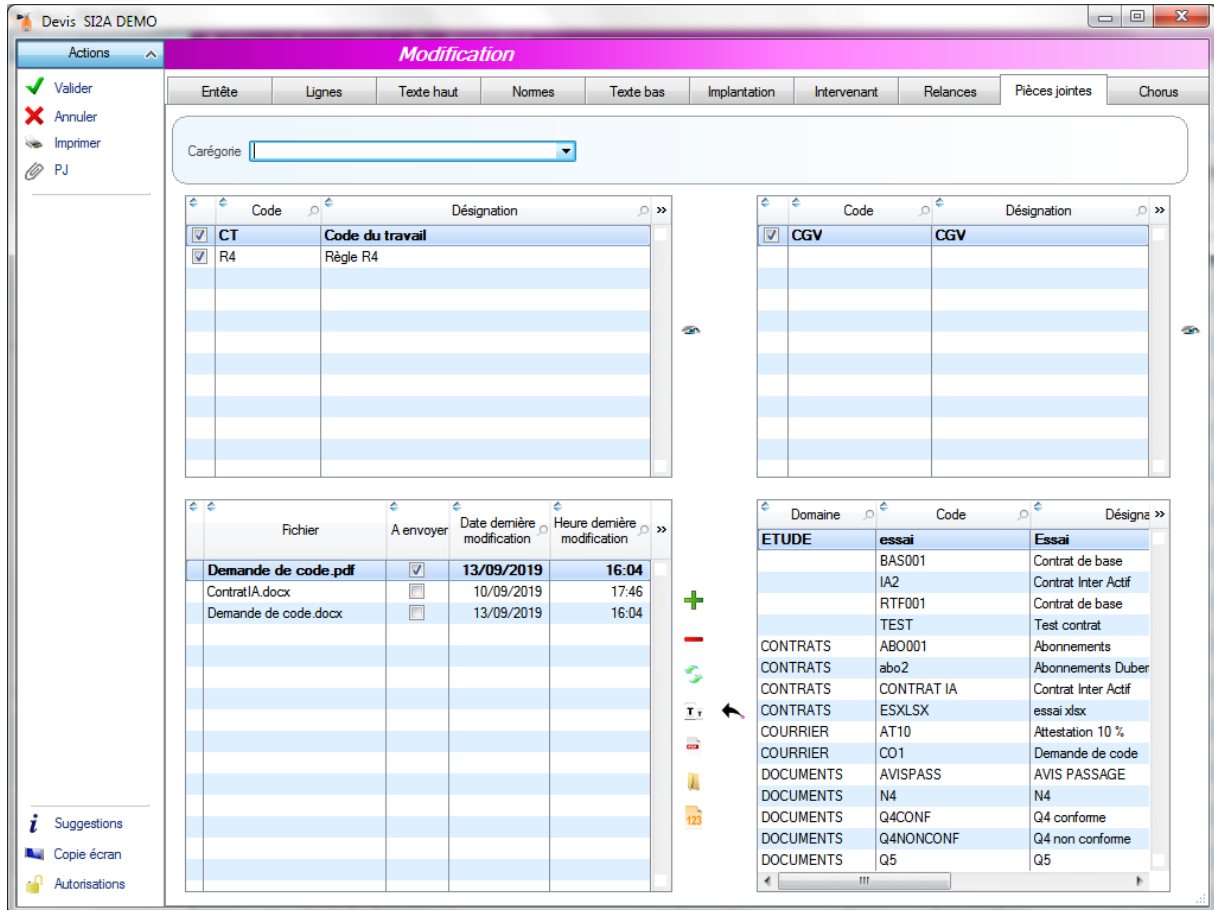 Devis SI2A DEMO
Actions
Modification
Valider
Annuler
Imprimer
PJ
Entête Lignes Texte haut Normes Texte bas Implantation Intervenant Relances Pièces jointes Chorus
Carégorie
Code Désignation »
CT Code du travail
R4 Règle R4
Code Désignation »
CGV CGV
Fichier A envoyer Date dernière modification Heure dernière modification »
Demande de code.pdf 13/09/2019 16:04
ContratIA.docx 10/09/2019 17:46
Demande de code.docx 13/09/2019 16:04
T T
PDF
123
Domaine Code Désigna »
ETUDE essai Essai
BAS001 Contrat de base
IA2 Contrat Inter Actif
RTF001 Contrat de base
TEST Test contrat
CONTRATS ABO001 Abonnements
CONTRATS abo2 Abonnements Duber
CONTRATS CONTRAT IA Contrat Inter Actif
CONTRATS ESXLSX essai xlsx
COURRIER AT10 Attestation 10 %
COURRIER CO1 Demande de code
DOCUMENTS AVISPASS AVIS PASSAGE
DOCUMENTS N4 N4
DOCUMENTS Q4CONF Q4 conforme
DOCUMENTS Q4NONCONF Q4 non conforme
DOCUMENTS Q5 Q5
i Suggestions
Copie écran
Autorisations